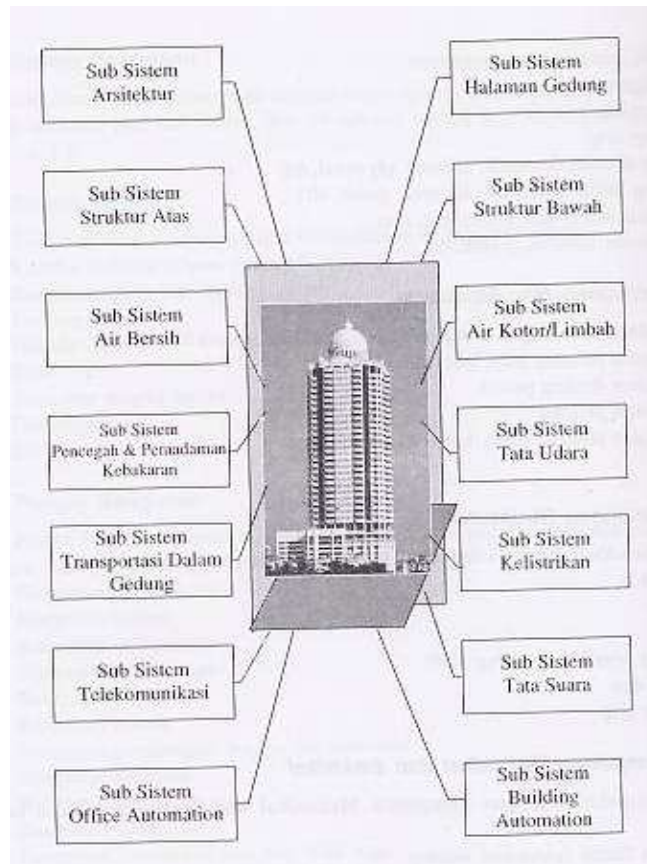 Sub Sistem
Arsitektur
Sub Sistem
Halaman Gedung
Sub Sistem
Struktur Atas
Sub Sistem
Struktur Bawah
Sub Sistem
Air Bersih
Sub Sistem
Air Kotor/Limbah
Sub Sistem
Pencegah & Pemadaman
Kebakaran
Sub Sistem
Tata Udara
Sub Sistem
Transportasi Dalam
Gedung
Sub Sistem
Kelistrikan
Sub Sistem
Telekomunikasi
Sub Sistem
Tata Suara
Sub Sistem
Office Automation
Sub Sistem
Building
Automation